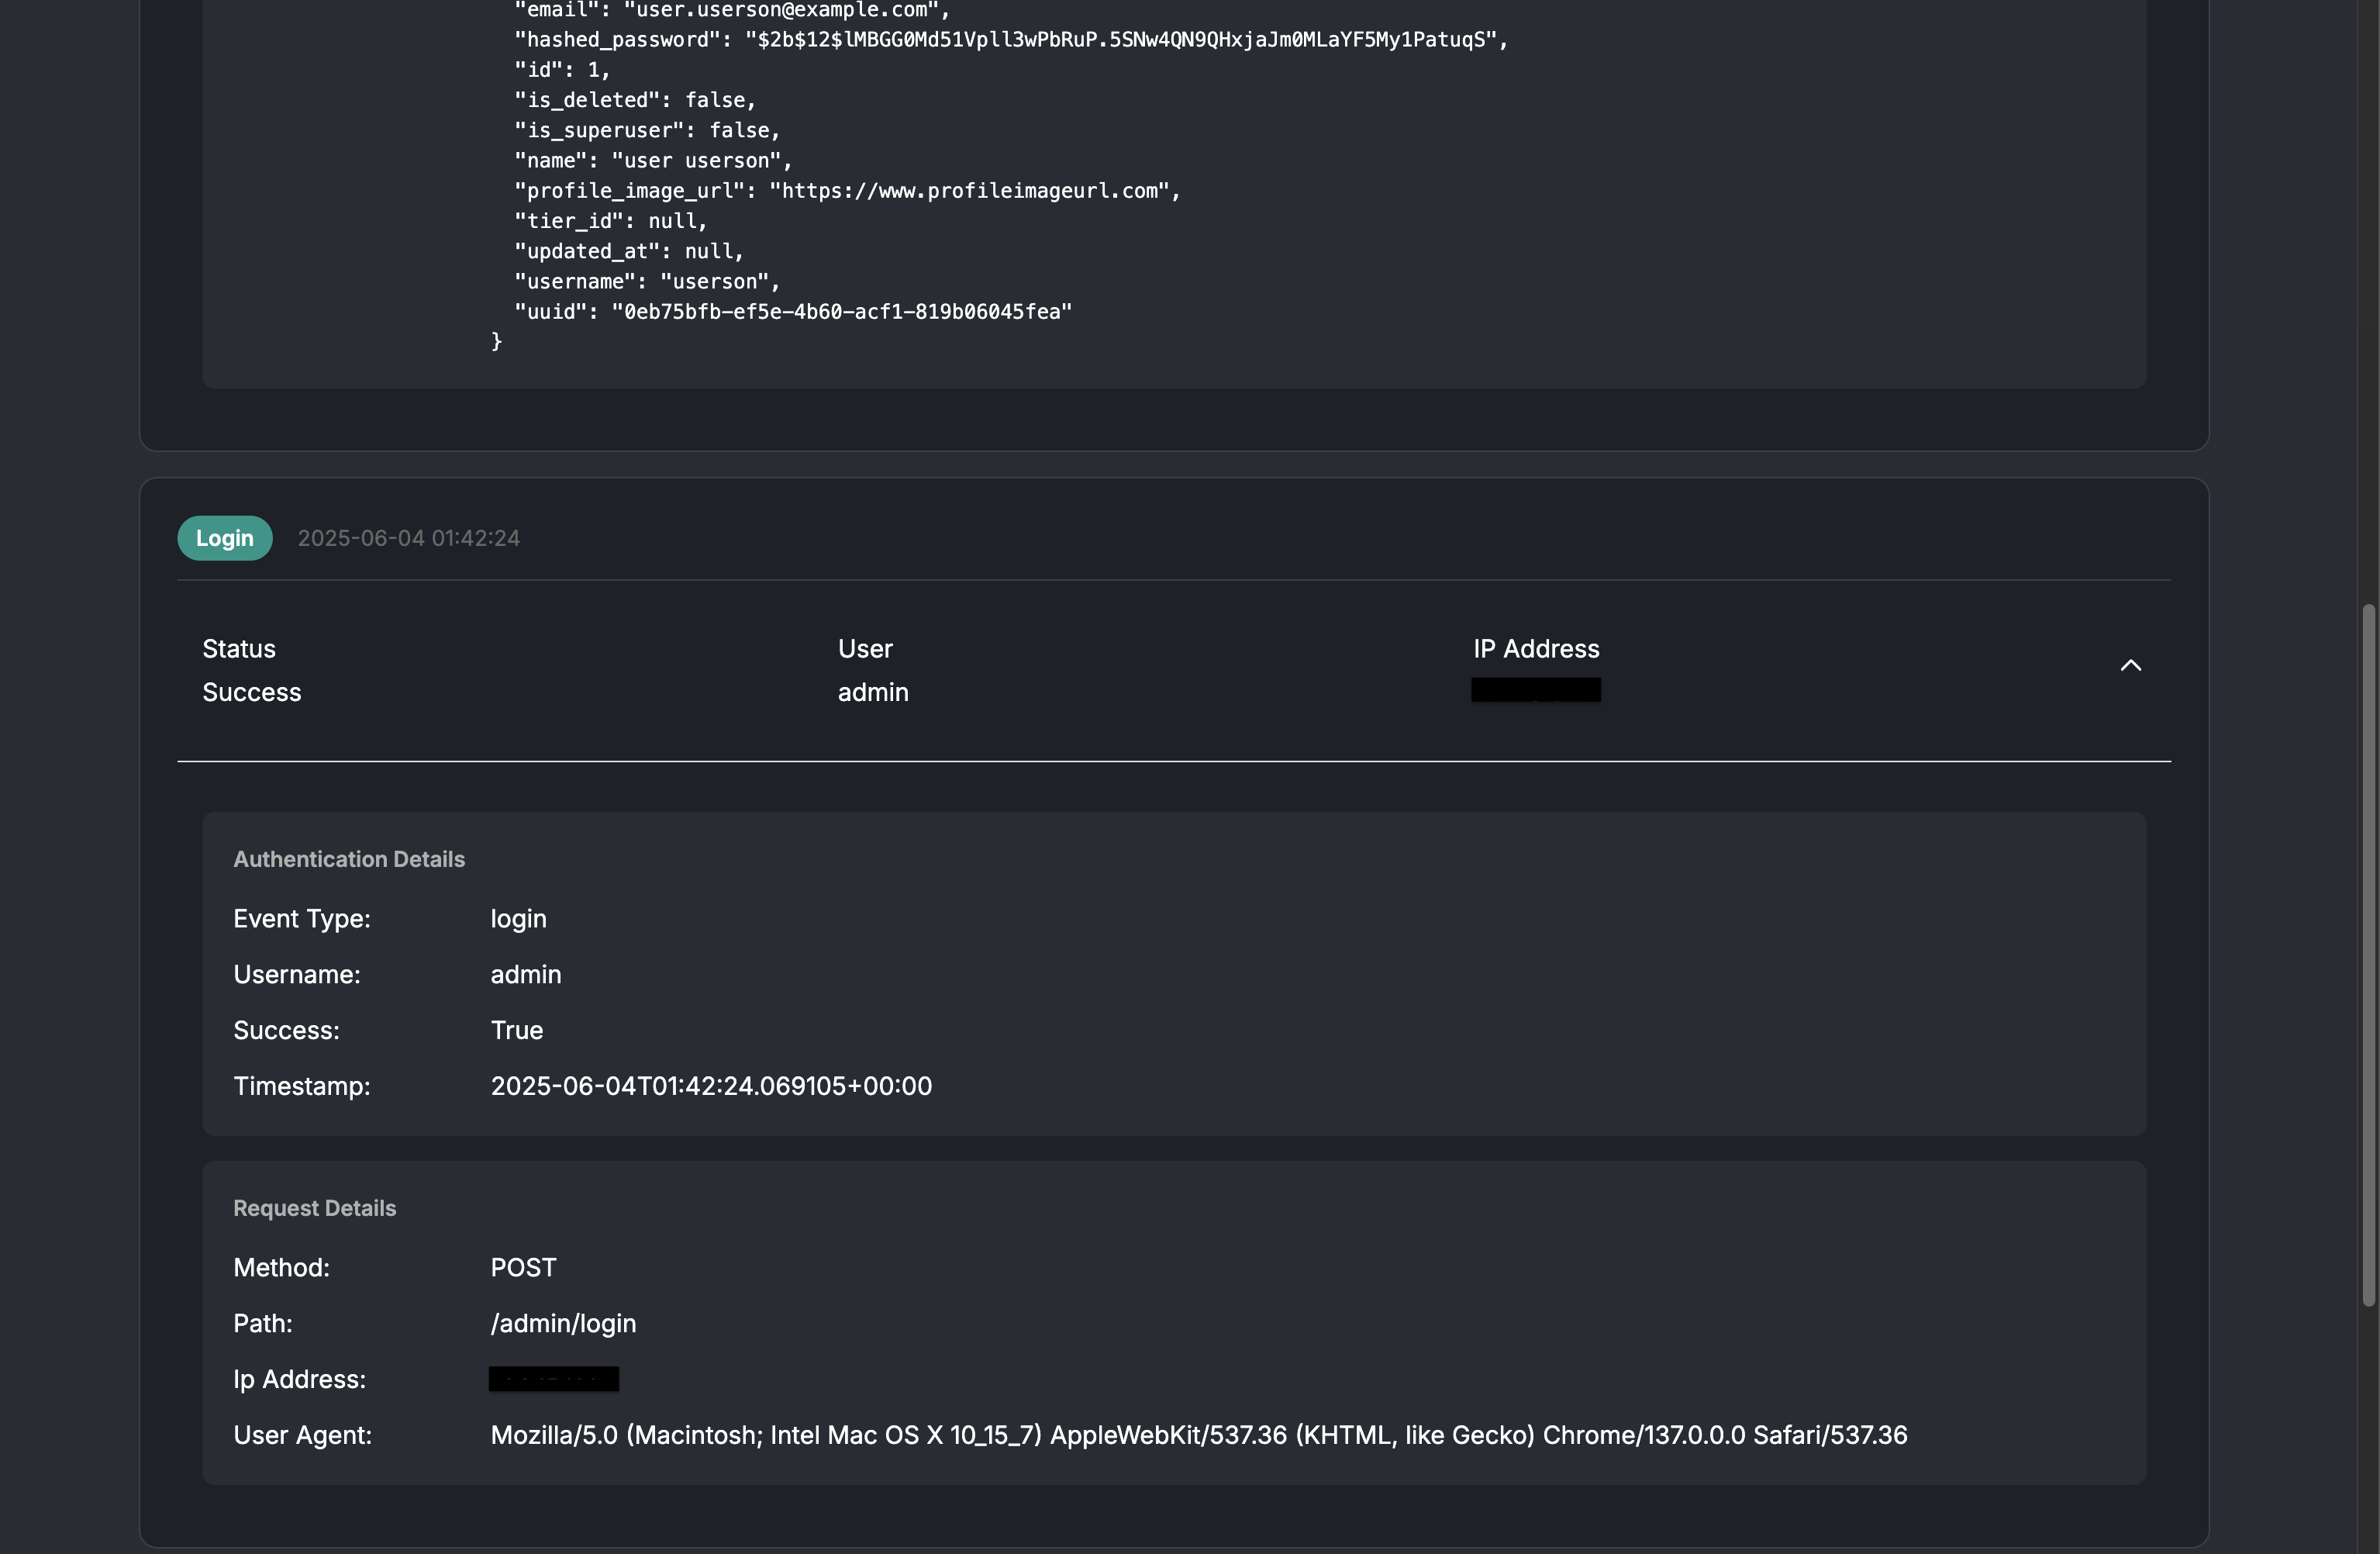 "email": "user.userson@example.com",
"hashed_password": "$2b$12$lMBGG0Md51Vpll3wPbRuP.5SNw4QN9QHxjaJm0MLaYF5My1PatuqS",
"id": 1,
"is_deleted": false,
"is_superuser": false,
"name": "user userson",
"profile_image_url": "https://www.profileimageurl.com",
"tier_id": null,
"updated_at": null,
"username": "userson",
"uuid": "0eb75bfb-ef5e-4b60-acf1-819b06045fea"
}
Login 2025-06-04 01:42:24
Status User IP Address
Success admin
Authentication Details
Event Type: login
Username: admin
Success: True
Timestamp: 2025-06-04T01:42:24.069105+00:00
Request Details
Method: POST
Path: /admin/login
Ip Address:
User Agent: Mozilla/5.0 (Macintosh; Intel Mac OS X 10_15_7) AppleWebKit/537.36 (KHTML, like Gecko) Chrome/137.0.0.0 Safari/537.36